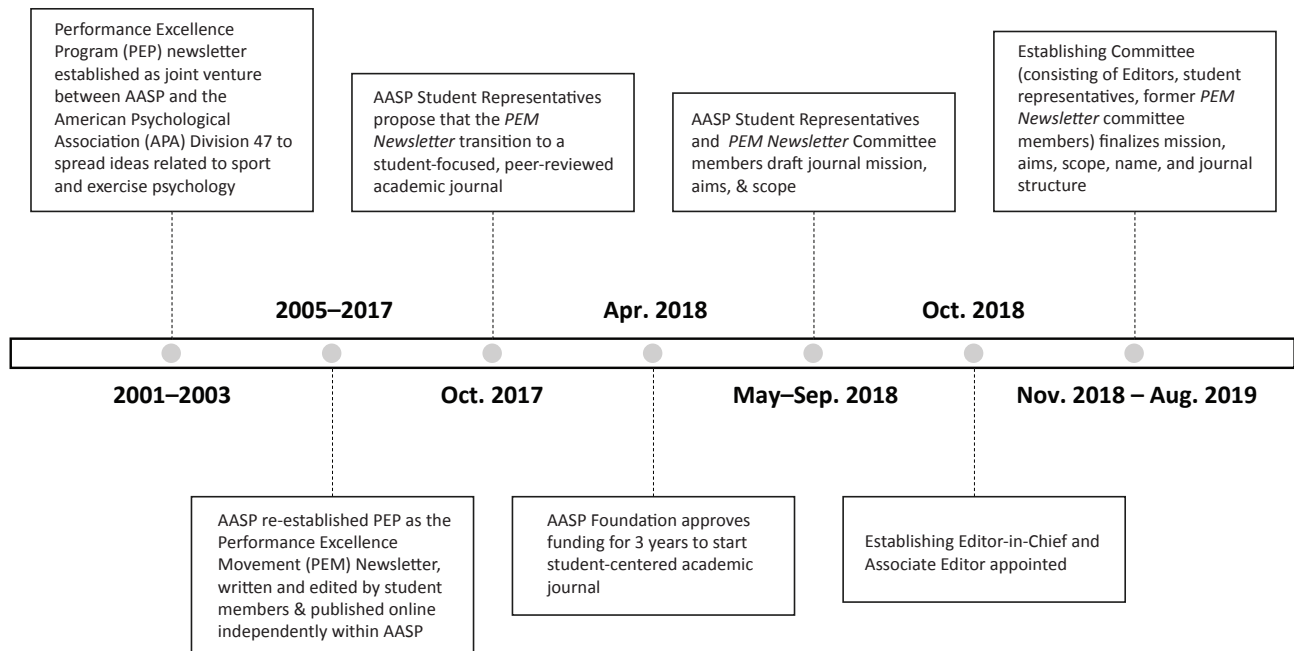 Performance Excellence
Program (PEP) newsletter
established as joint venture
between AASP and the
American Psychological
Association (APA) Division 47 to
spread ideas related to sport
and exercise psychology
AASP Student Representatives
propose that the PEM
Newsletter transition to a
student-focused, peer-reviewed
academic journal
AASP Student Representatives
and PEM Newsletter Committee
members draft journal mission,
aims, & scope
Establishing Committee
(consisting of Editors, student
representatives, former PEM
Newsletter committee
members) finalizes mission,
aims, scope, name, and journal
structure
2005–2017
Apr. 2018
Oct. 2018
2001–2003
Oct. 2017
May–Sep. 2018
Nov. 2018 – Aug. 2019
AASP re-established PEP as the
Performance Excellence
Movement (PEM) Newsletter,
written and edited by student
members & published online
independently within AASP
AASP Foundation approves
funding for 3 years to start
student-centered academic
journal
Establishing Editor-in-Chief and
Associate Editor appointed